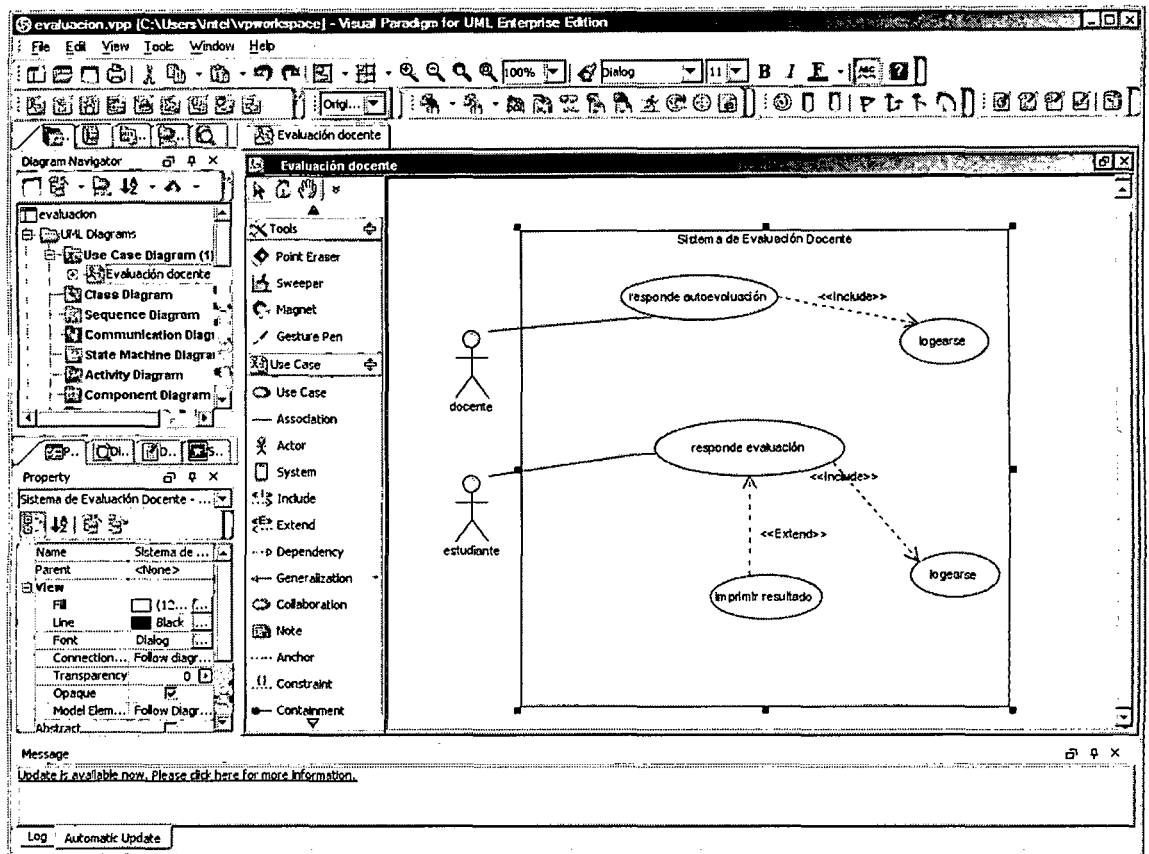 evaluacion.vpp [C:\Users\intel\vpworkspace] - Visual Paradigm for UML Enterprise Edition
File Edit View Tools Window Help
100% Dialog 11 B I F
Origi...
Evaluación docente
Diagram Navigator
evaluacion
UML Diagrams
Use Case Diagram (1)
Evaluación docente
Class Diagram
Sequence Diagram
Communication Diagr
State Machine Diagra
Activity Diagram
Component Diagram
P.. Di.. D.. S..
Property
Sistema de Evaluación Docente - ...
Name Sistema de ...
Parent <None>
View
Fill (12... ...
Line Black ...
Font Dialog ...
Connection... Follow diagr...
Transparency 0
Opaque
Model Elem... Follow Diagr...
Abstract
Evaluación docente
Tools
Point Eraser
Sweeper
Magnet
Gesture Pen
Use Case
Use Case
Association
Actor
System
Include
Extend
Dependency
Generalization
Collaboration
Note
Anchor
Constraint
Containment
Sistema de Evaluación Docente
responde autoevalución
<<Include>>
logearse
docente
responde evaluación
<<Include>>
estudiante
<<Extend>>
logearse
imprimir resultado
Message
Update is available now. Please click here for more information.
Log Automatic Update